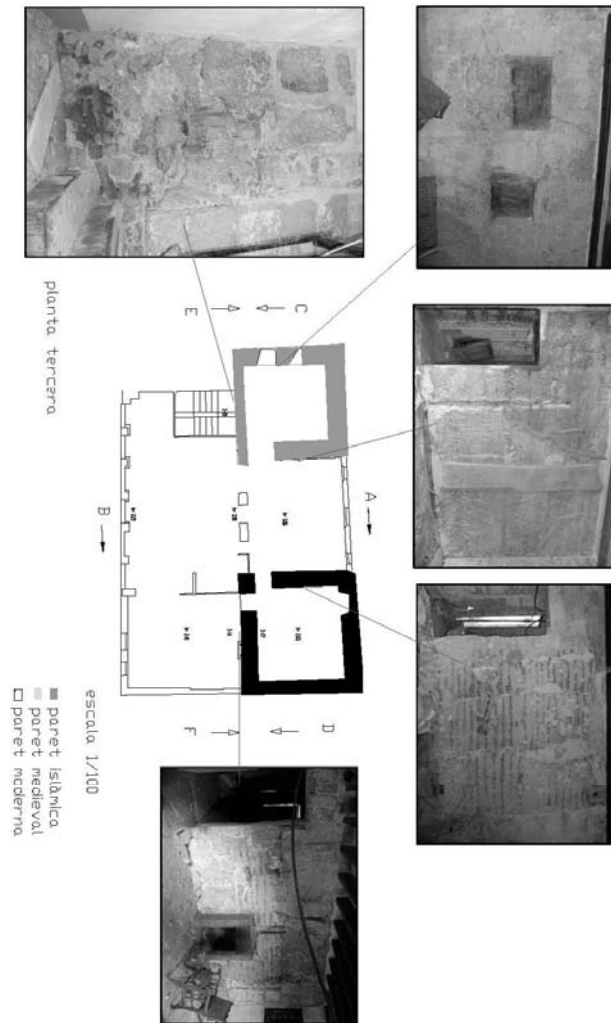 planta tercera
E
C
B
A
F
D
escala 1/100
paret islàmica
paret medieval
paret moderna